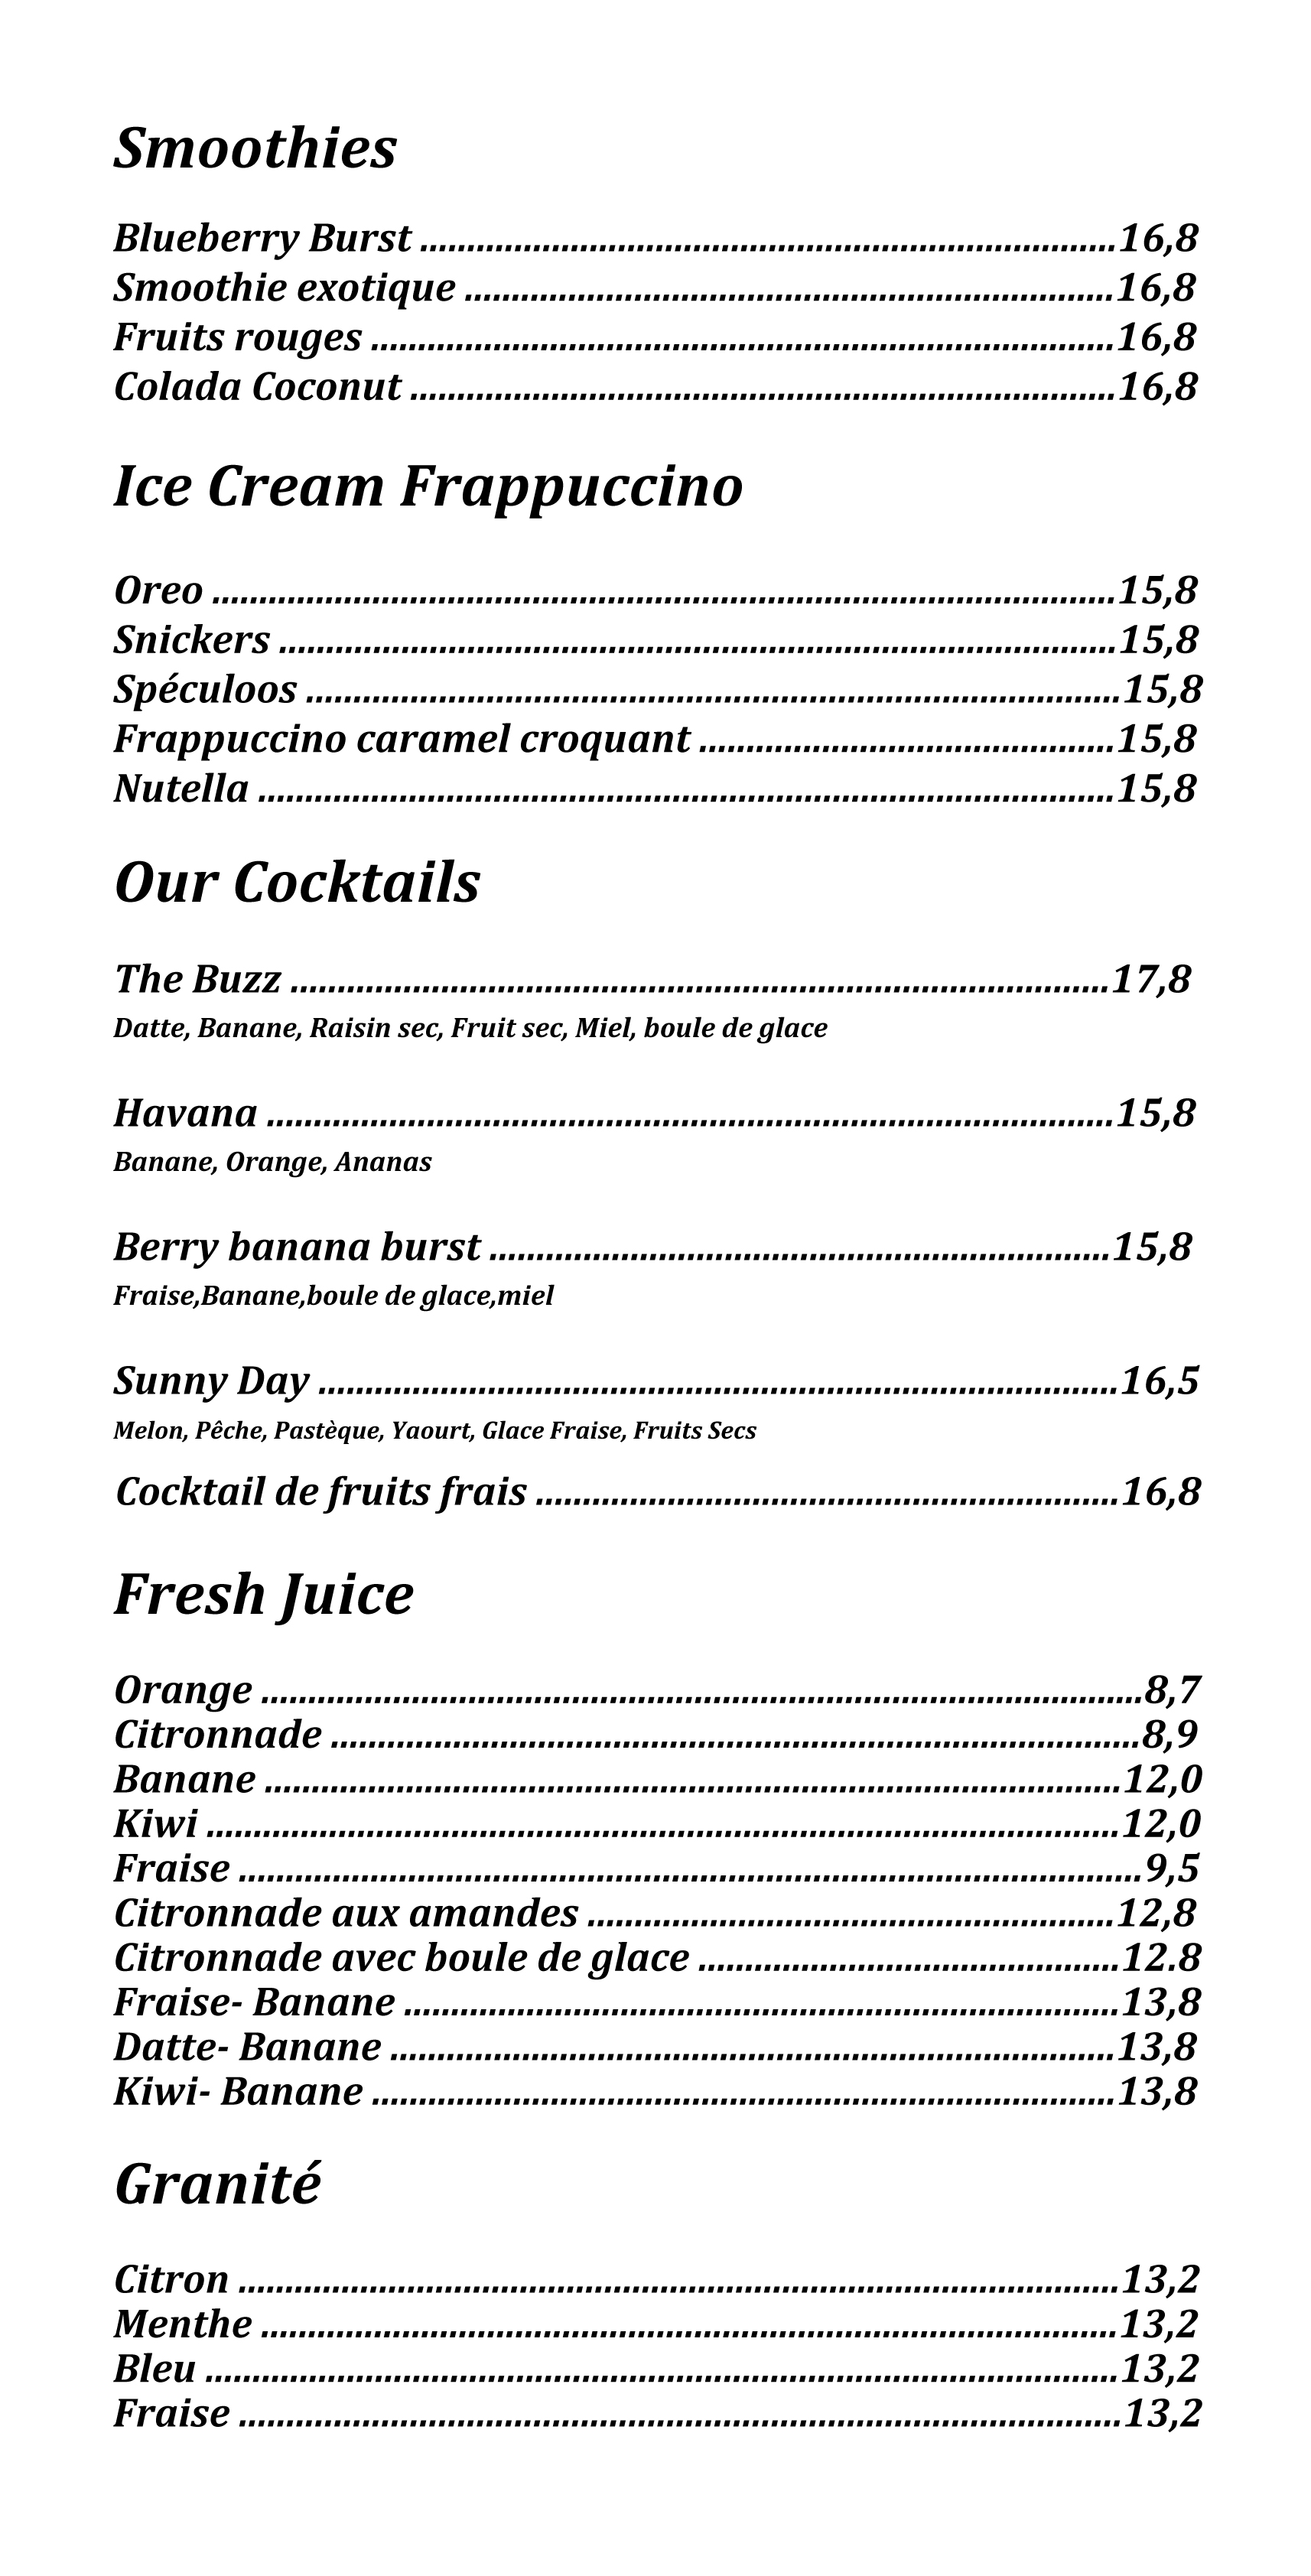 Smoothies
Blueberry Burst ..........................................................................16,8
Smoothie exotique .....................................................................16,8
Fruits rouges ...............................................................................16,8
Colada Coconut ...........................................................................16,8
Ice Cream Frappuccino
Oreo ................................................................................................15,8
Snickers .........................................................................................15,8
Spéculoos .......................................................................................15,8
Frappuccino caramel croquant ............................................15,8
Nutella ...........................................................................................15,8
Our Cocktails
The Buzz .......................................................................................17,8
Datte, Banane, Raisin sec, Fruit sec, Miel, boule de glace
Havana ..........................................................................................15,8
Banane, Orange, Ananas
Berry banana burst ..................................................................15,8
Fraise,Banane,boule de glace,miel
Sunny Day .....................................................................................16,5
Melon, Pêche, Pastèque, Yaourt, Glace Fraise, Fruits Secs
Cocktail de fruits frais ..............................................................16,8
Fresh Juice
Orange ..............................................................................................8,7
Citronnade ......................................................................................8,9
Banane ...........................................................................................12,0
Kiwi .................................................................................................12,0
Fraise ................................................................................................9,5
Citronnade aux amandes ........................................................12,8
Citronnade avec boule de glace .............................................12.8
Fraise- Banane ............................................................................13,8
Datte- Banane .............................................................................13,8
Kiwi- Banane ...............................................................................13,8
Granité
Citron ..............................................................................................13,2
Menthe ...........................................................................................13,2
Bleu .................................................................................................13,2
Fraise ..............................................................................................13,2